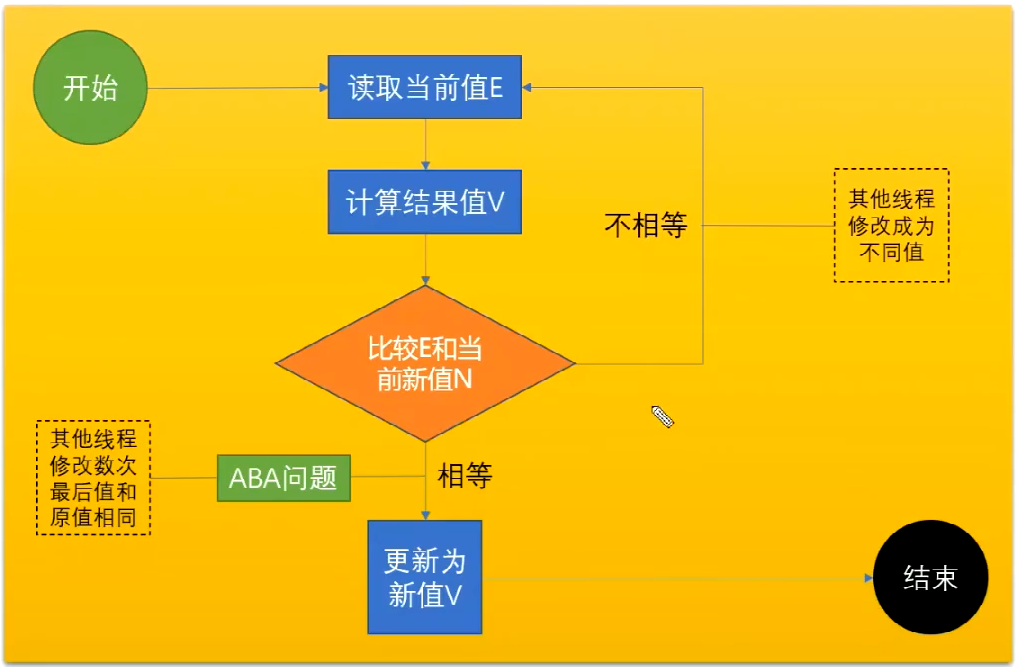 开始
读取当前值E
计算结果值V
不相等
其他线程
修改成为
不同值
比较E和当
前新值N
其他线程
修改数次
最后值和
原值相同
ABA问题
相等
更新为
新值V
结束